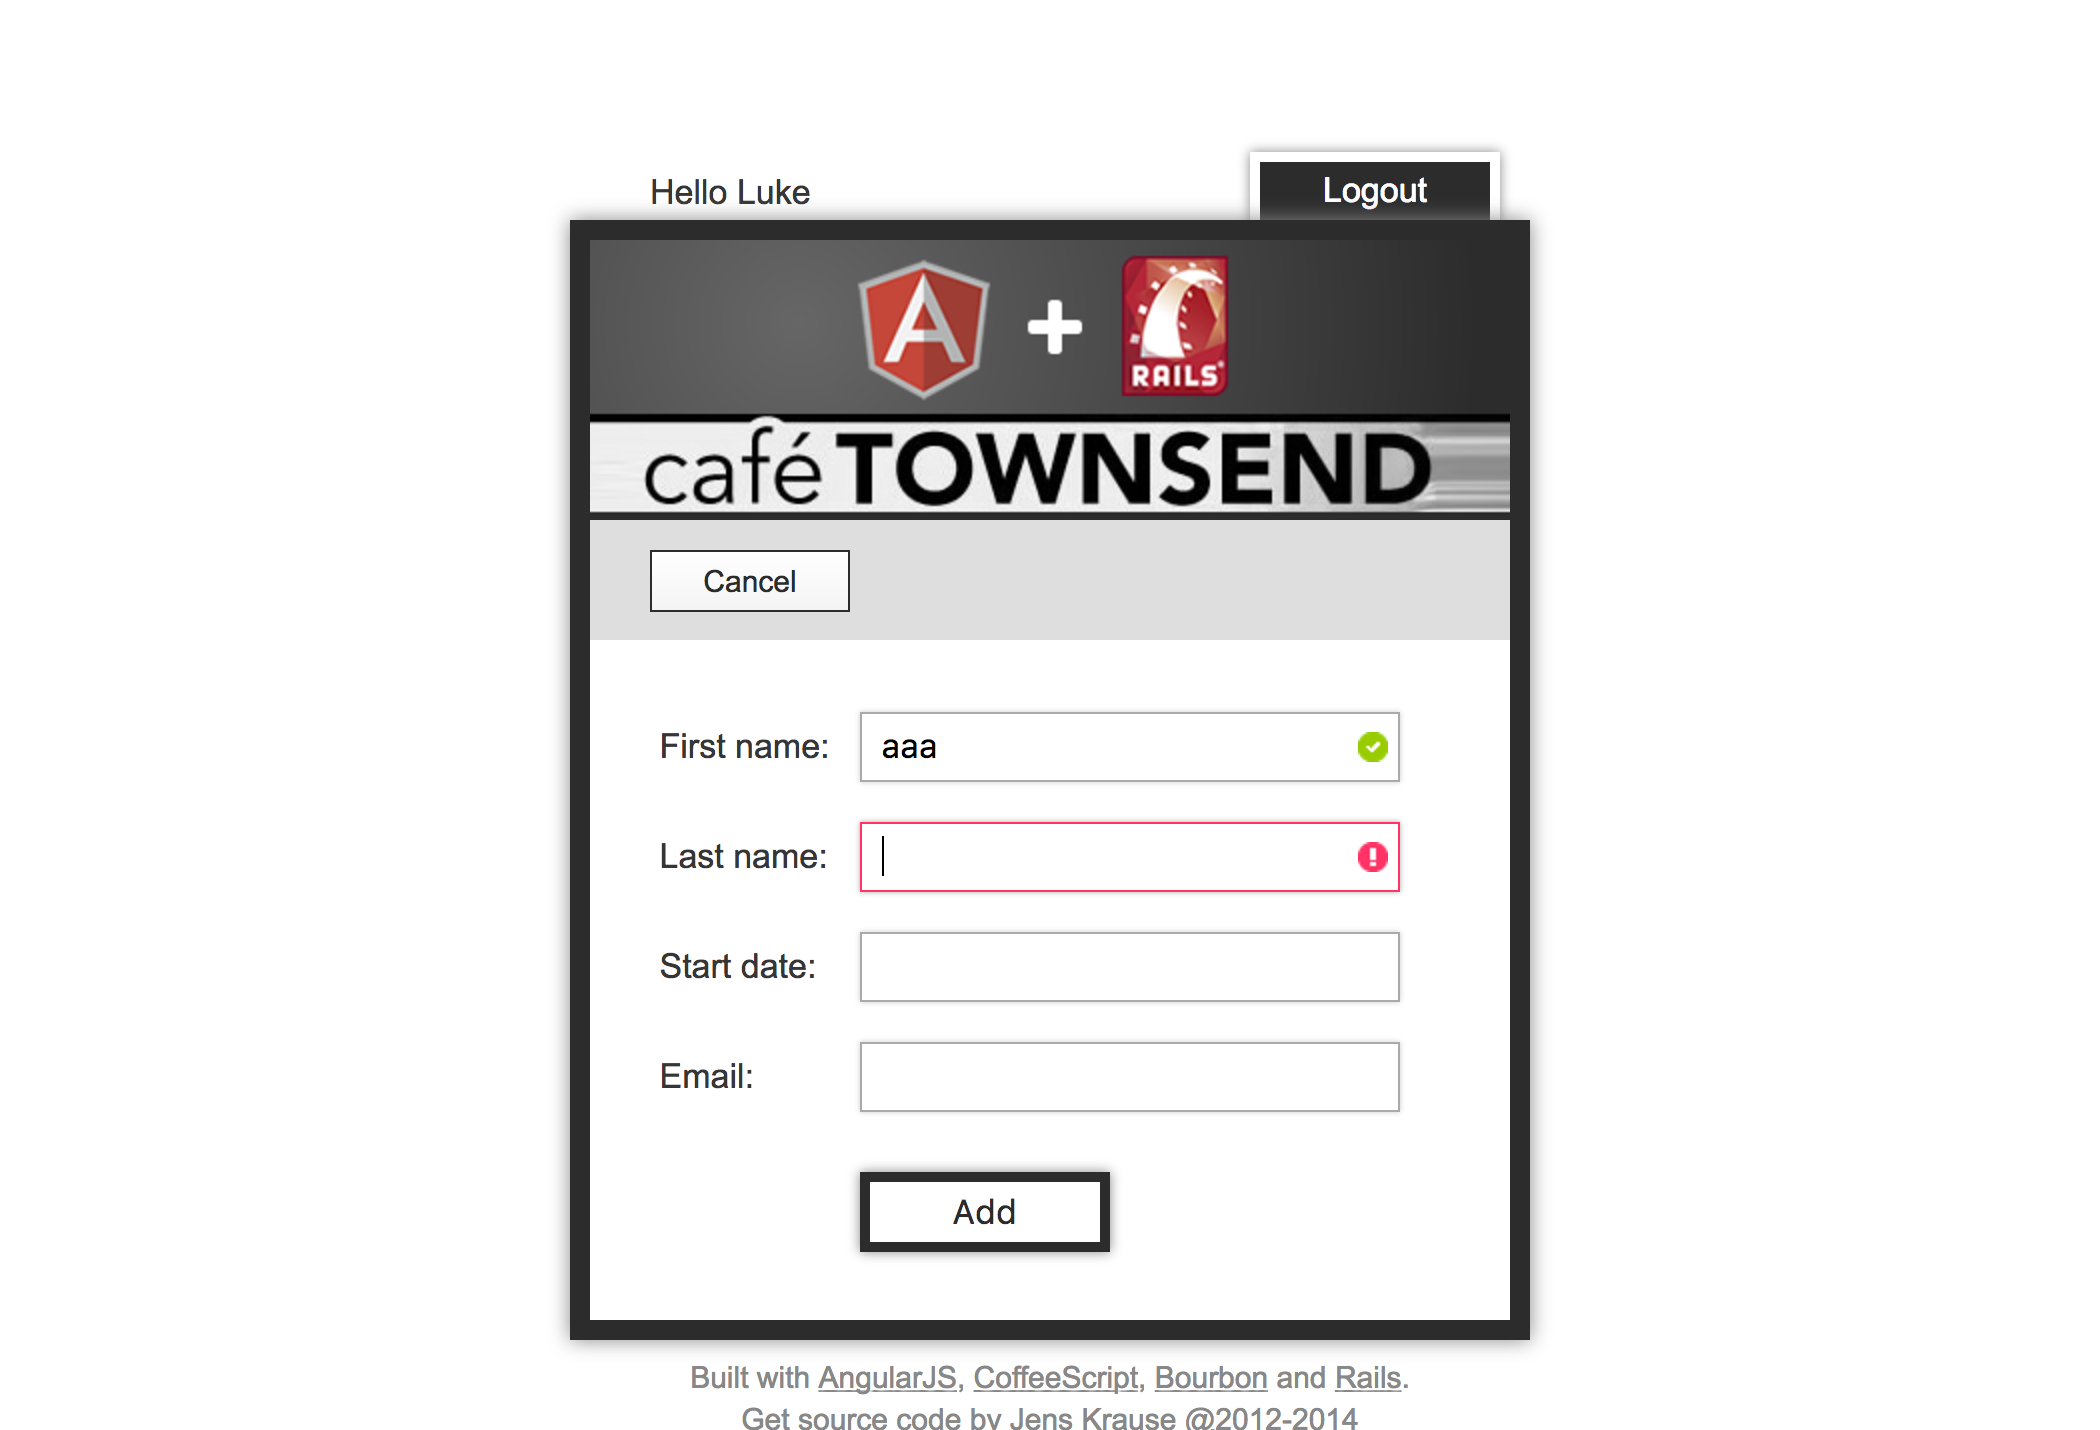 Hello Luke
Logout
RAILS
café TOWNSEND
Cancel
First name: aaa
Last name:
Start date:
Email:
Add
Built with AngularJS, CoffeeScript, Bourbon and Rails.
Get source code by Jens Krause @2012-2014